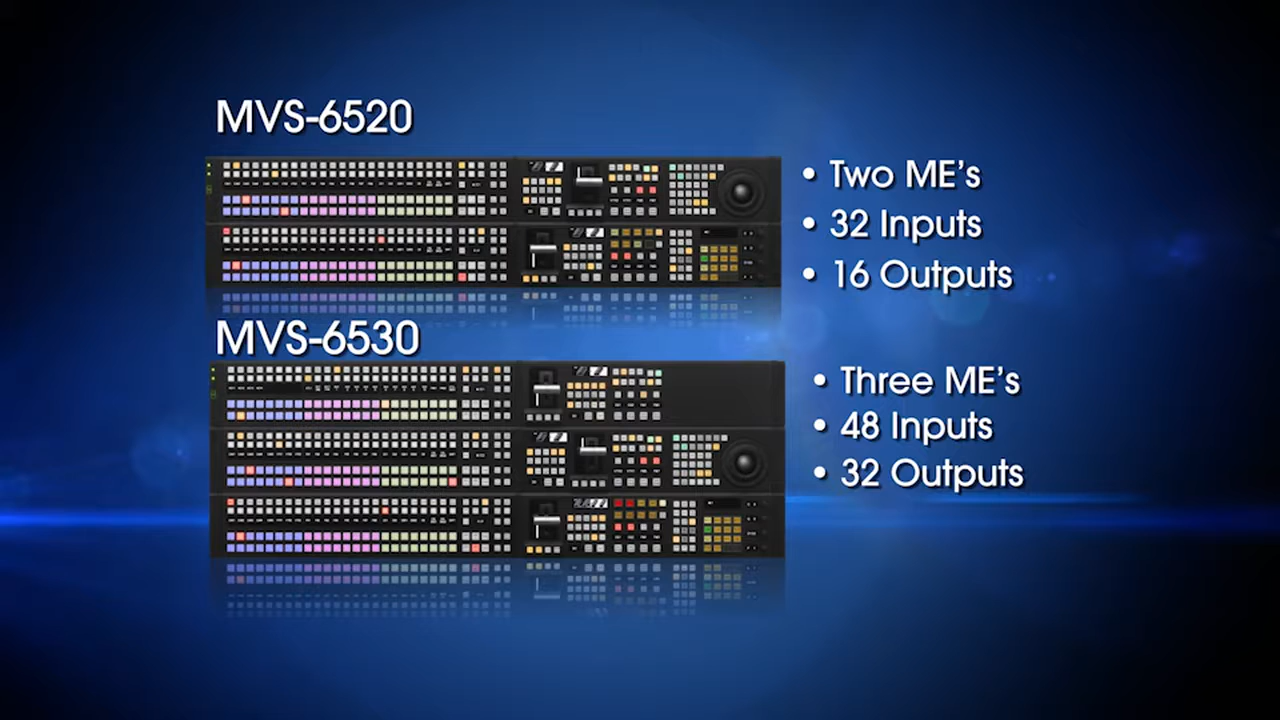 MVS-6520
• Two ME's
• 32 Inputs
• 16 Outputs
MVS-6530
• Three ME's
• 48 Inputs
• 32 Outputs